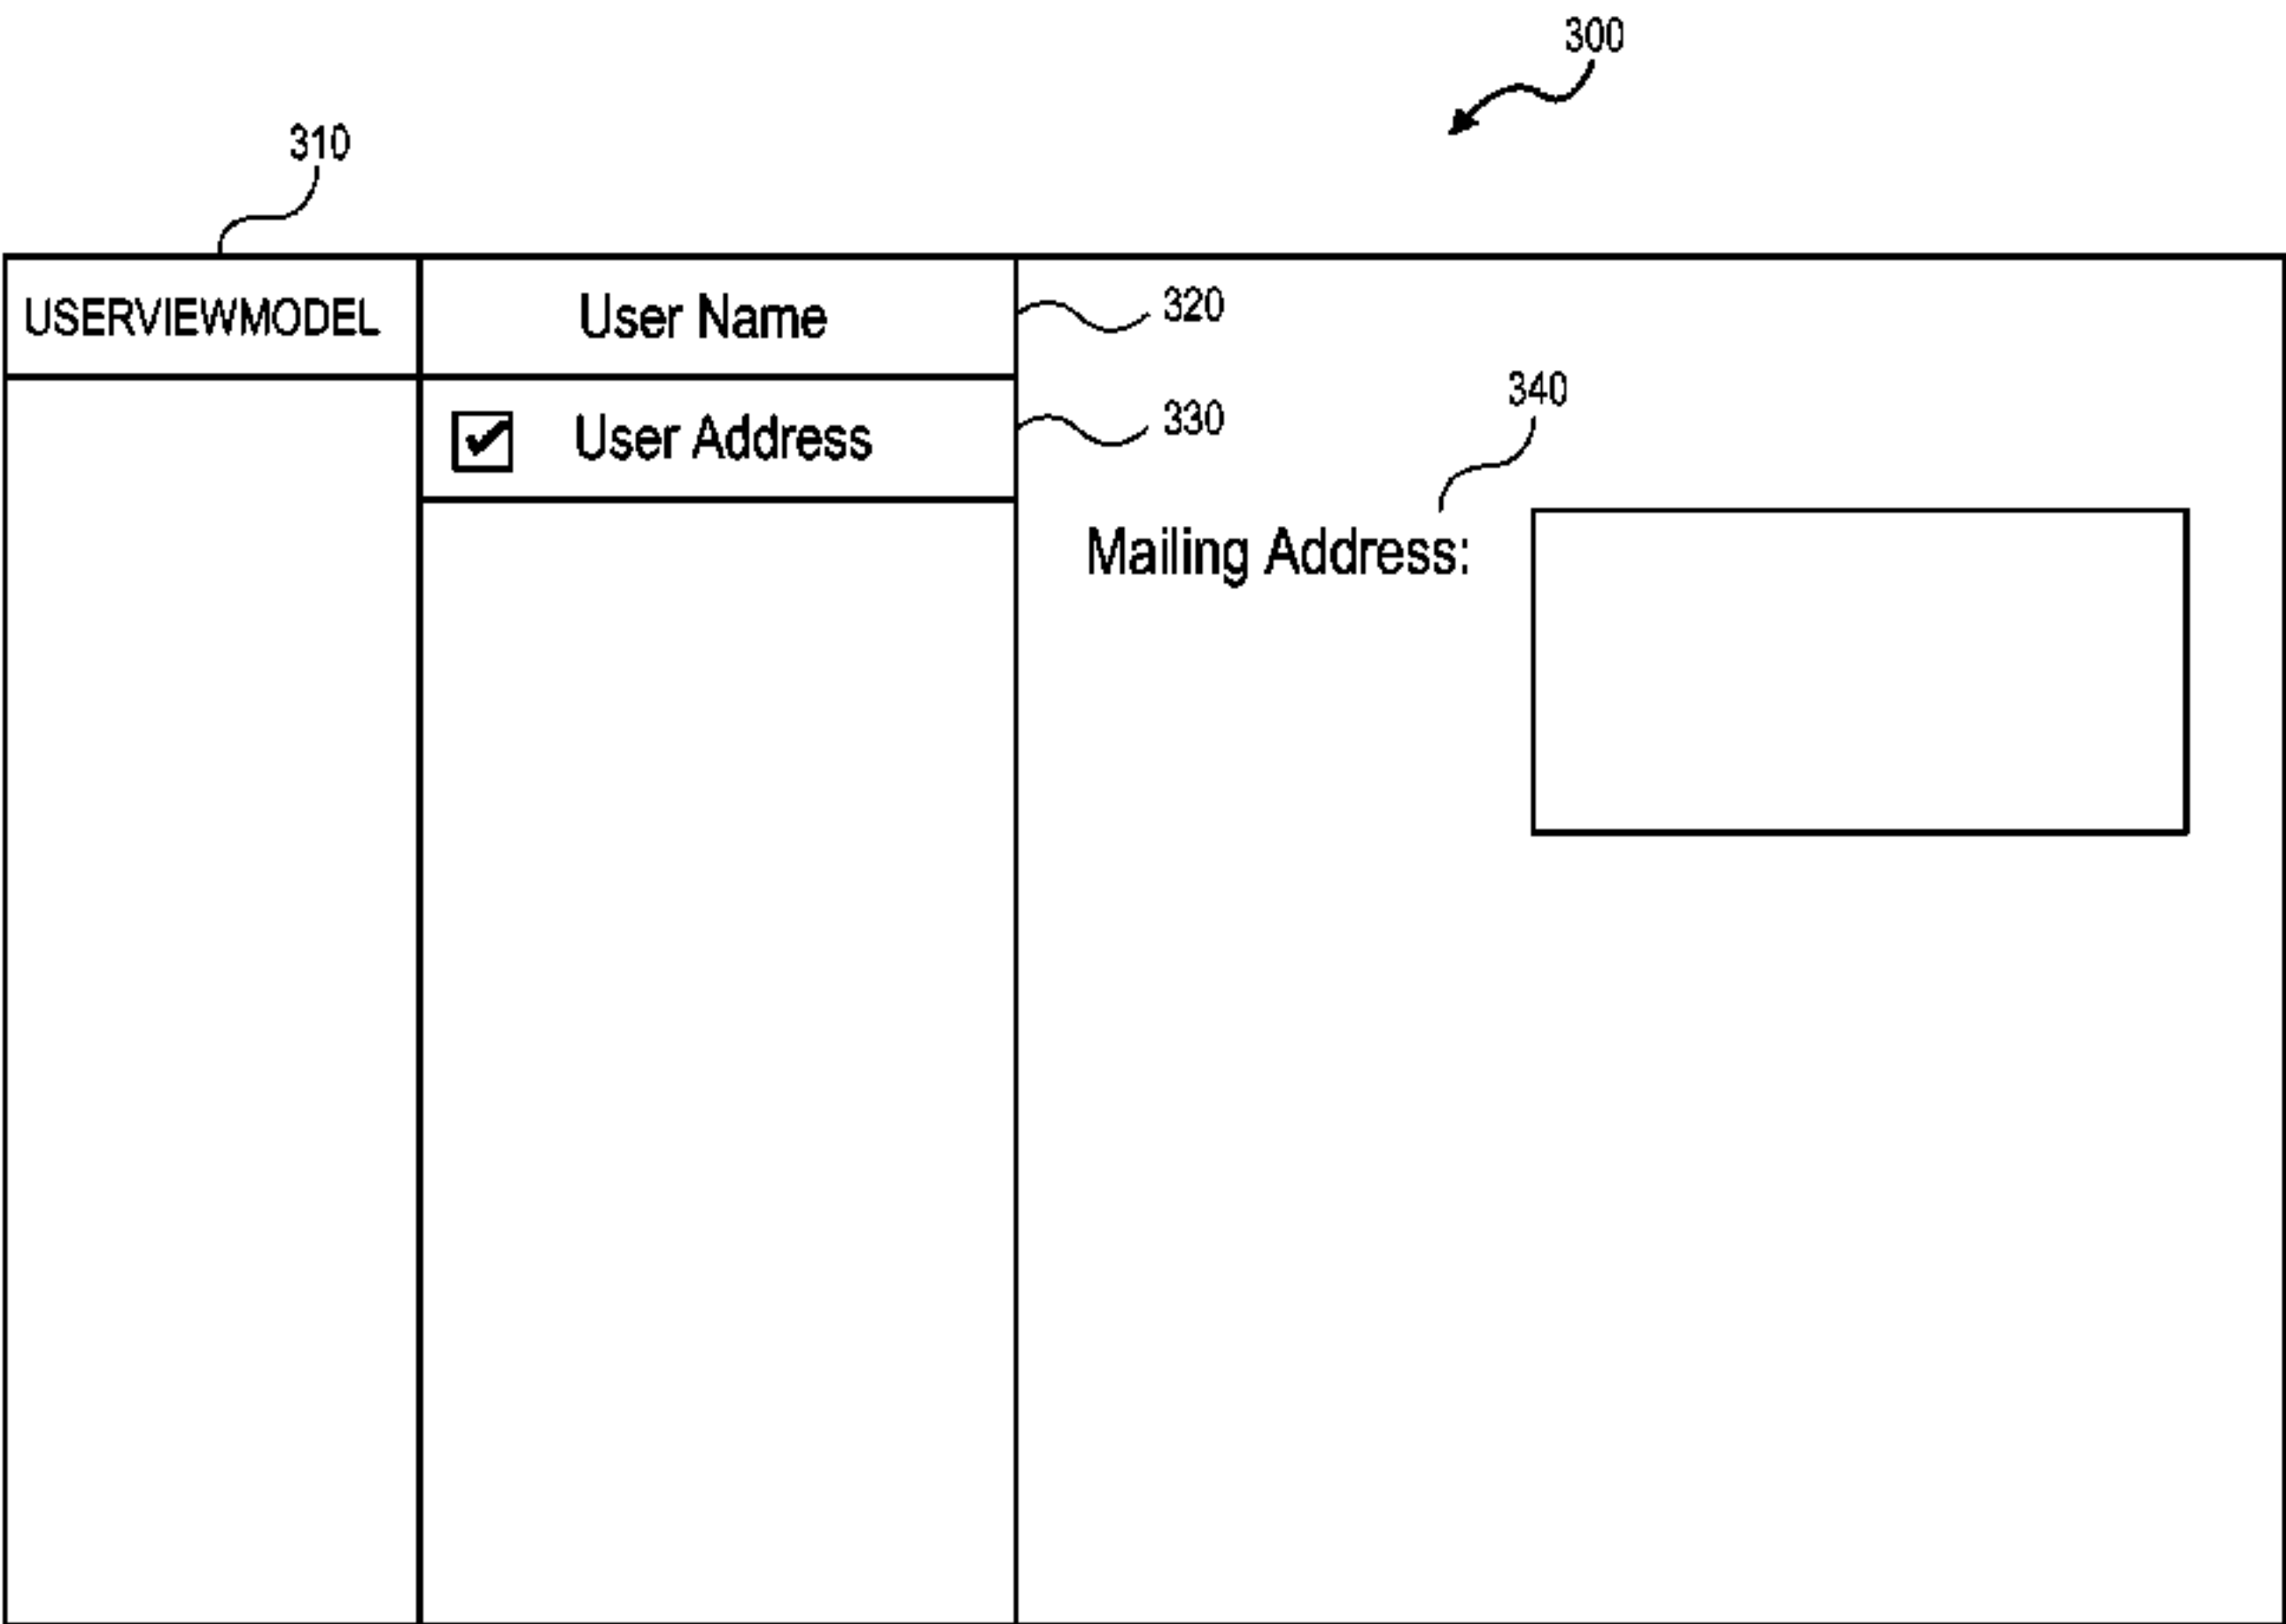 300
310
USERVIEWMODEL
User Name
320
User Address
330
340
Mailing Address: